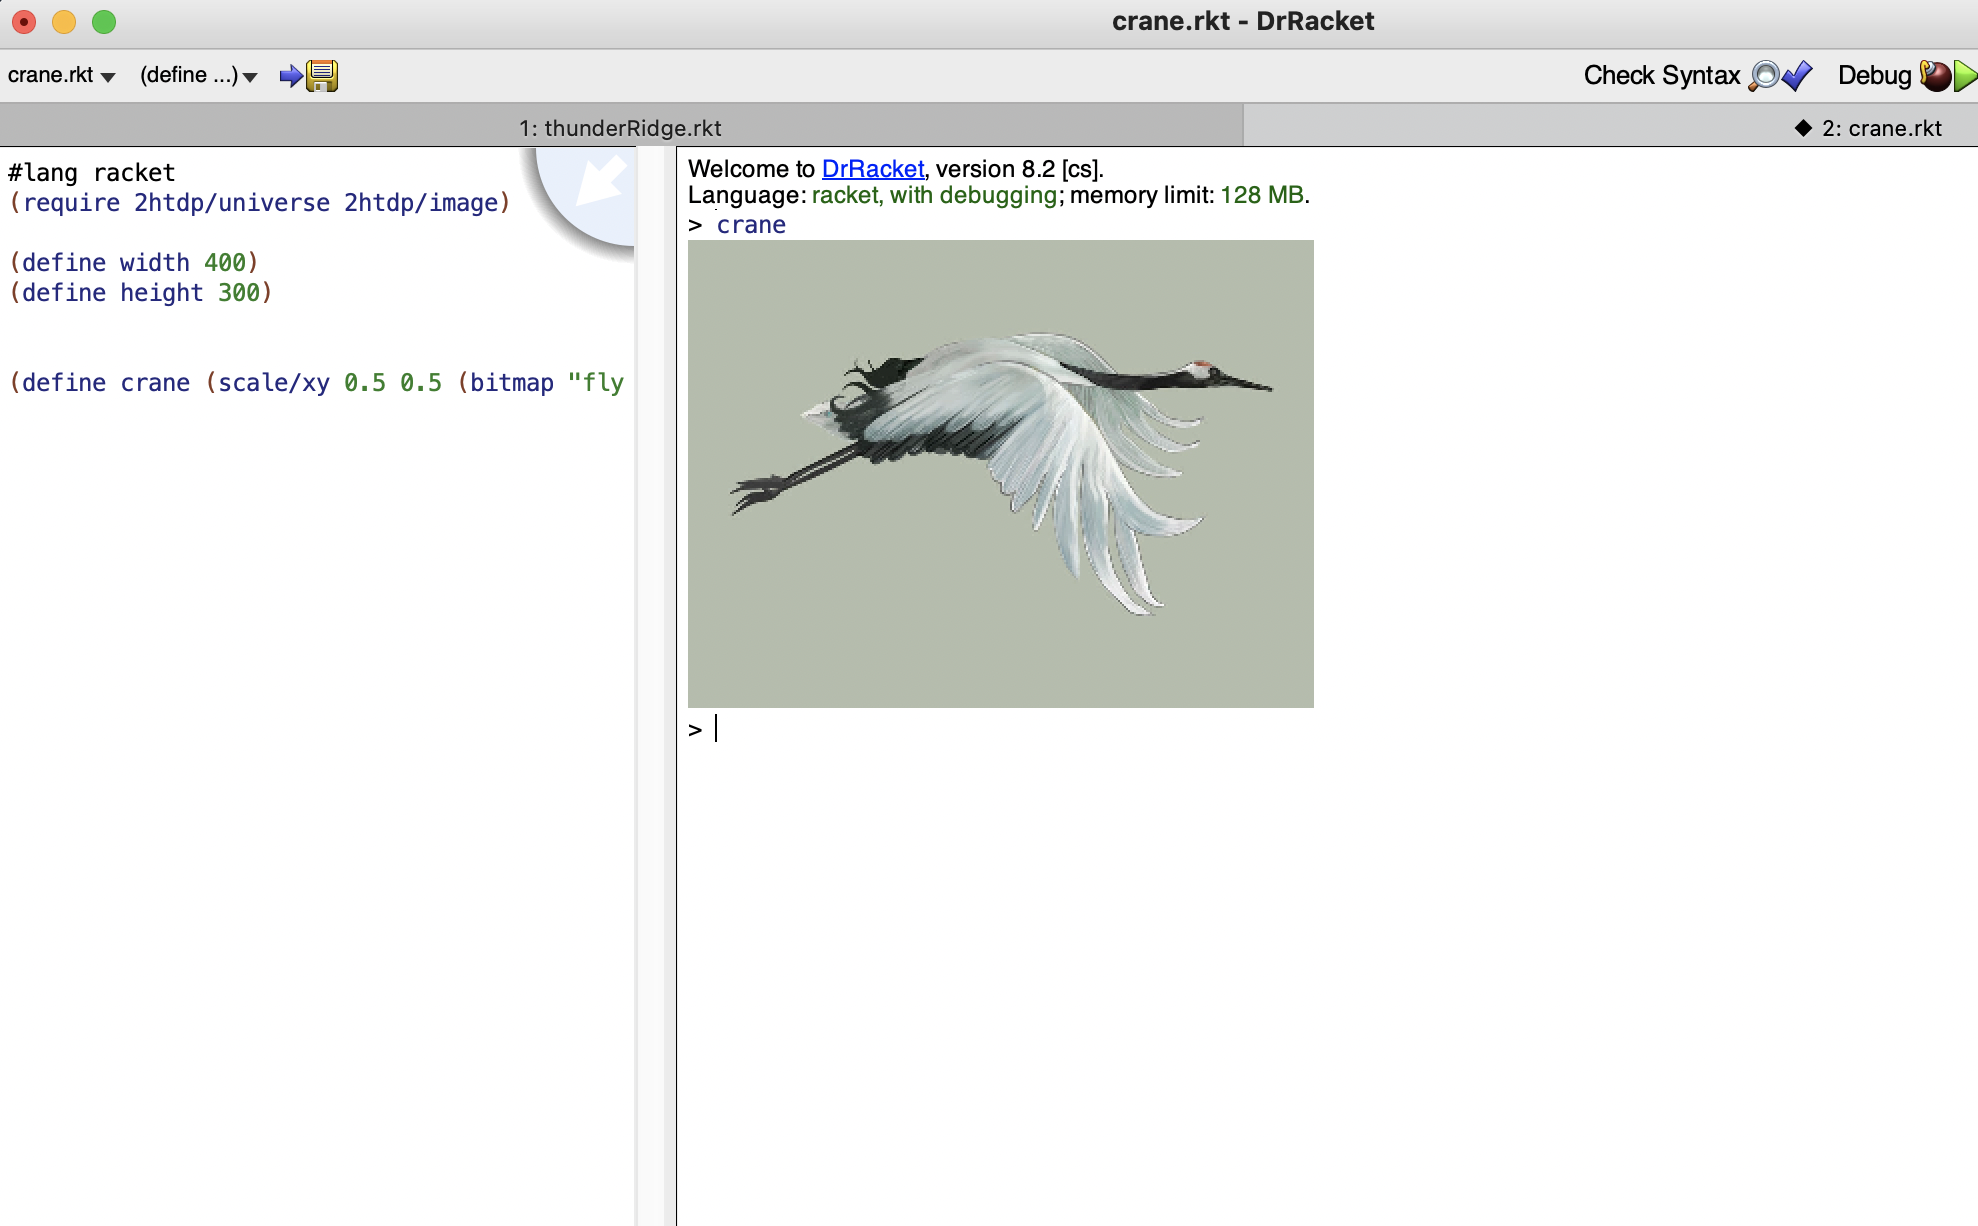 crane.rkt - DrRacket
crane.rkt (define ...) Check Syntax Debug
1: thunderRidge.rkt 2: crane.rkt
#lang racket
(require 2htdp/universe 2htdp/image)
(define width 400)
(define height 300)
(define crane (scale/xy 0.5 0.5 (bitmap "fly
Welcome to DrRacket, version 8.2 [cs].
Language: racket, with debugging; memory limit: 128 MB.
> crane
>